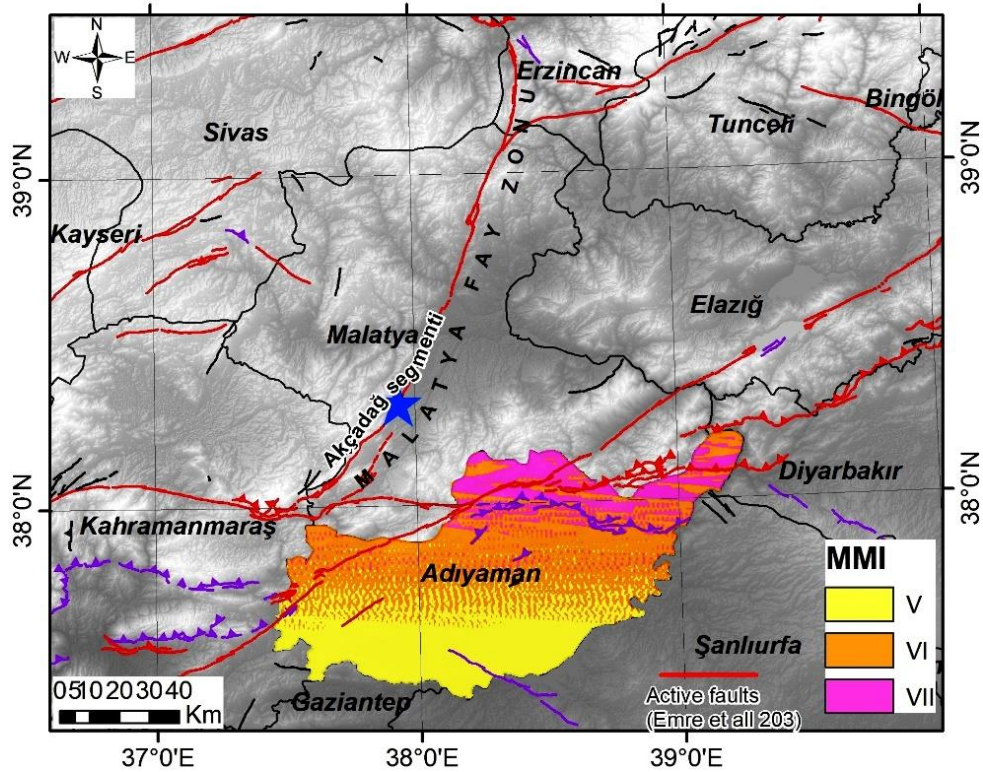 N
W E
S
Erzincan
Bingöl
Sivas
Tunceli
39°0'N
39°0'N
Kayseri
MALATYA FAY ZONU
Elazığ
Malatya
Akçadağ segmenti
Diyarbakır
38°0'N
38°0'N
Kahramanmaraş
Adıyaman
MMI
V
VI
VII
Şanlıurfa
Active faults
(Emre et all 203)
Gaziantep
0 5 10 20 30 40
Km
37°0'E
38°0'E
39°0'E